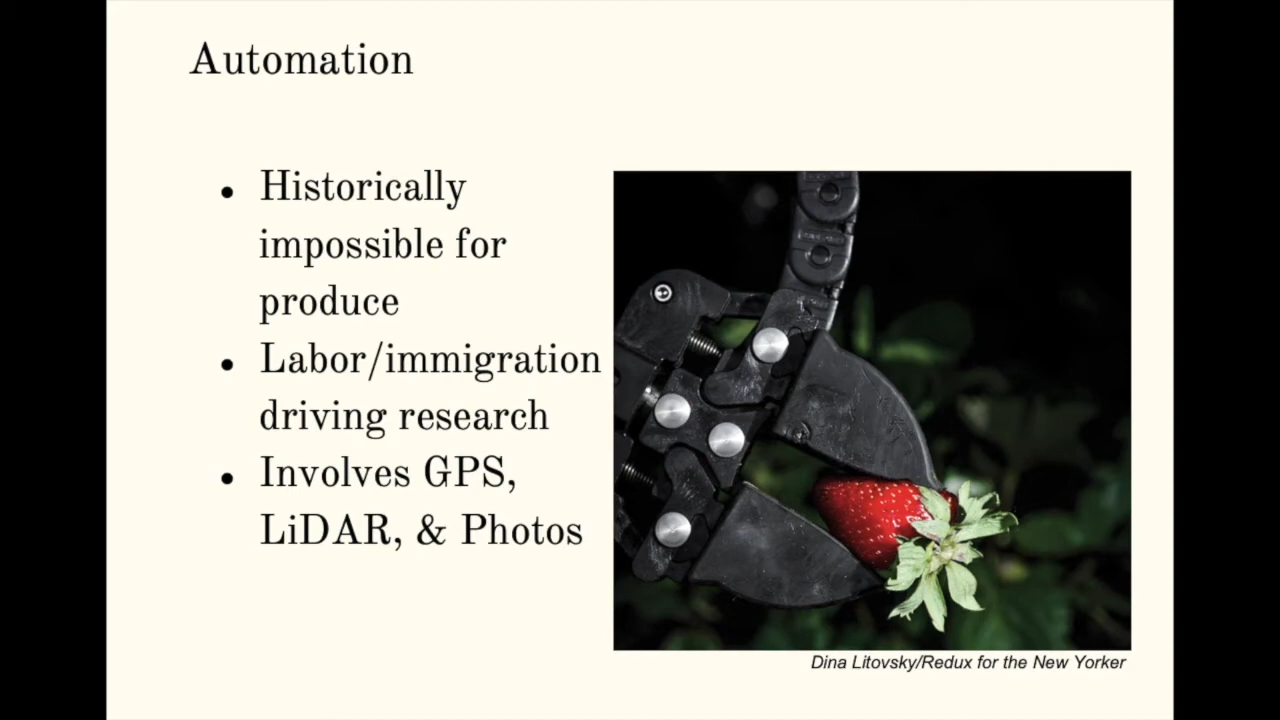 Automation
Historically
impossible for
produce
Labor/immigration
driving research
Involves GPS,
LiDAR, & Photos
Dina Litovsky/Redux for the New Yorker